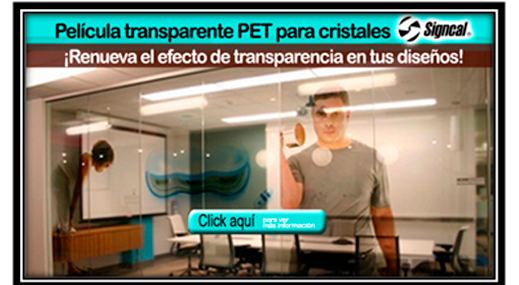 Película transparente PET para cristales
Signcal
¡Renueva el efecto de transparencia en tus diseños!
Click aquí
para ver
más información